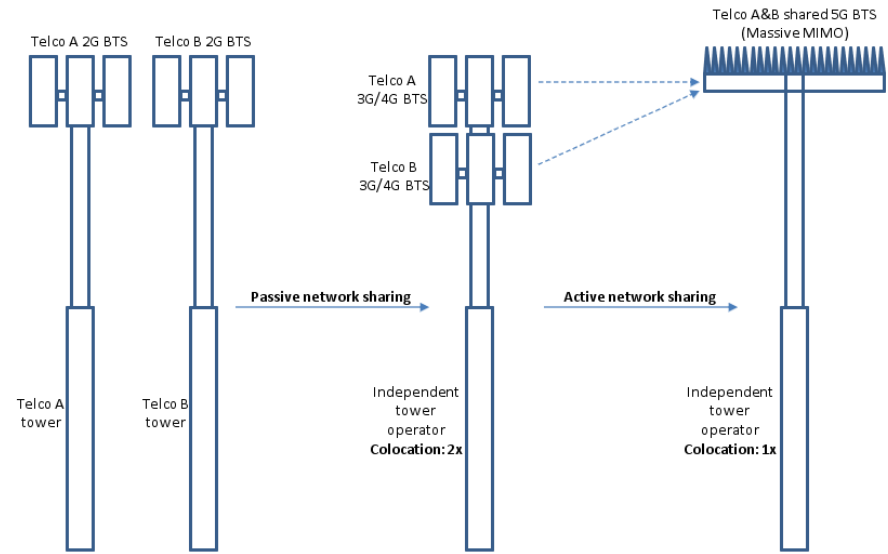 Telco A 2G BTS
Telco B 2G BTS
Telco A
3G/4G BTS
Telco B
3G/4G BTS
Telco A&B shared 5G BTS
(Massive MIMO)
Passive network sharing
Active network sharing
Telco A
tower
Telco B
tower
Independent
tower
operator
Colocation: 2x
Independent
tower
operator
Colocation: 1x